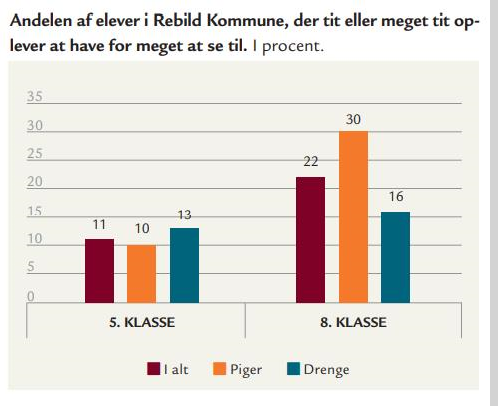 Andelen af elever i Rebild Kommune, der tit eller meget tit op-
lever at have for meget at se til. I procent.
35
30
25
20
15
10
5
0
11
10
13
22
30
16
5. KLASSE
8. KLASSE
I alt
Piger
Drenge